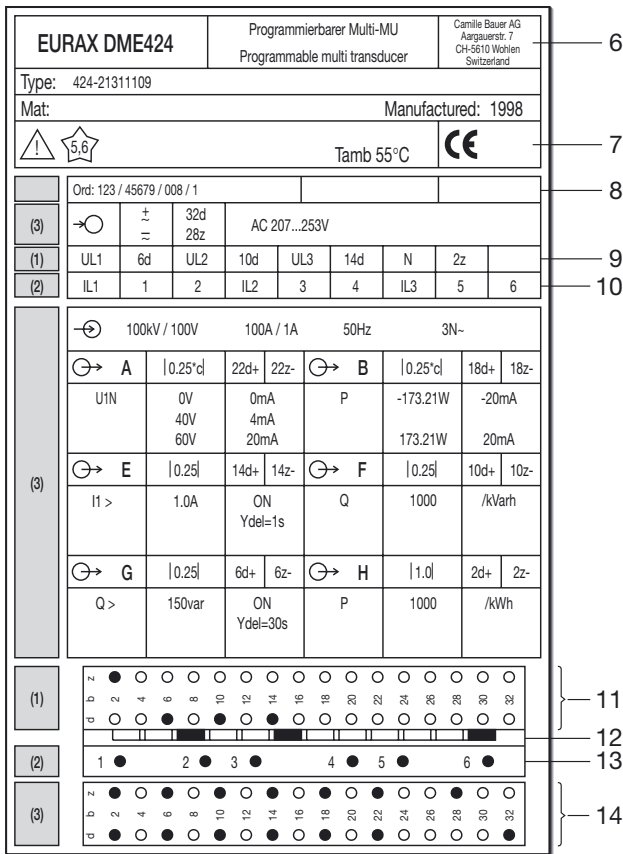 EURAX DME424
Programmierbarer Multi-MU
Programmable multi transducer
Camille Bauer AG
Aargauerstr. 7
CH-5610 Wohlen
Switzerland
6
Type: 424-21311109
Mat: Manufactured: 1998
! 5,6 Tamb 55°C CE 7
Ord: 123 / 45679 / 008 / 1 8
(3) 32d 28z AC 207...253V
(1) UL1 6d UL2 10d UL3 14d N 2z 9
(2) IL1 1 2 IL2 3 4 IL3 5 6 10
(3)
100kV / 100V 100A / 1A 50Hz 3N~
A |0.25*c| 22d+ 22z- B |0.25*c| 18d+ 18z-
U1N 0V 0mA P -173.21W -20mA
40V 4mA
60V 20mA 173.21W 20mA
E |0.25| 14d+ 14z- F |0.25| 10d+ 10z-
I1 > 1.0A ON Q 1000 /kVarh
Ydel=1s
G |0.25| 6d+ 6z- H |1.0| 2d+ 2z-
Q > 150var ON P 1000 /kWh
Ydel=30s
(1)
z
b 2 4 6 8 10 12 14 16 18 20 22 24 26 28 30 32
d
11
12
(2) 1 2 3 4 5 6 13
(3)
z
b 2 4 6 8 10 12 14 16 18 20 22 24 26 28 30 32
d
14